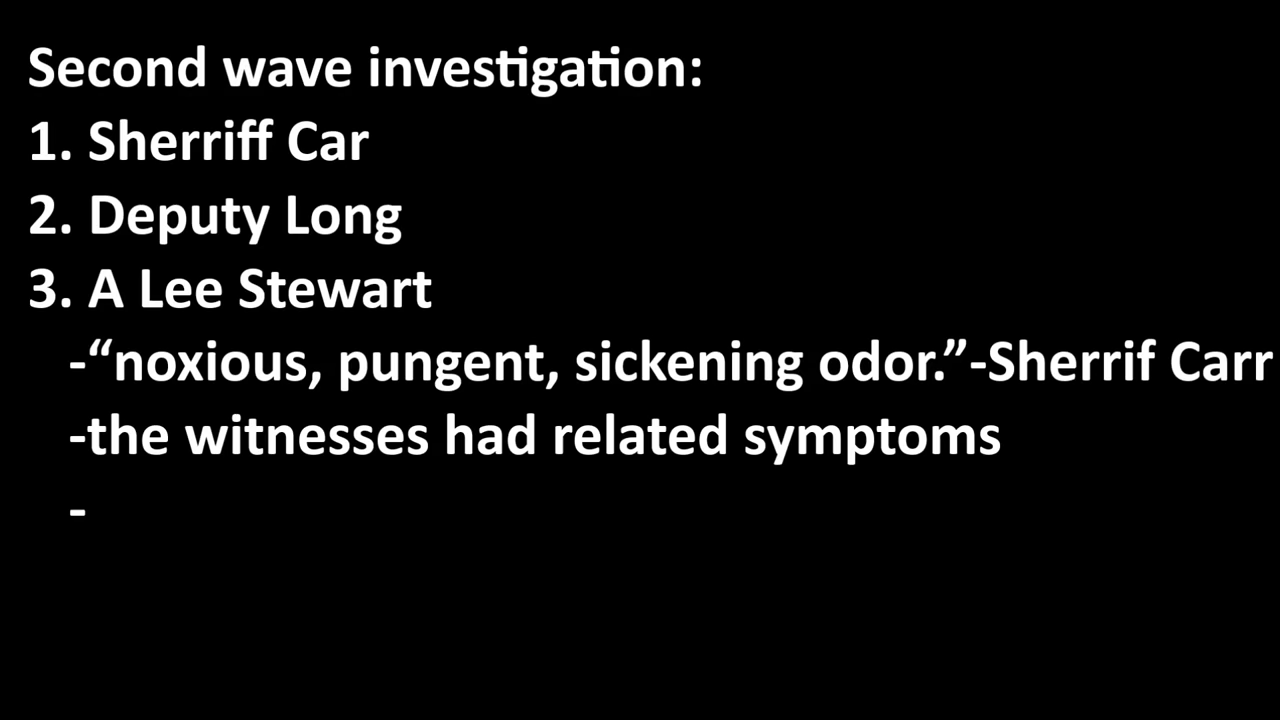 Second wave investigation:
1. Sherriff Car
2. Deputy Long
3. A Lee Stewart
-“noxious, pungent, sickening odor.”-Sherrif Carr
-the witnesses had related symptoms
-